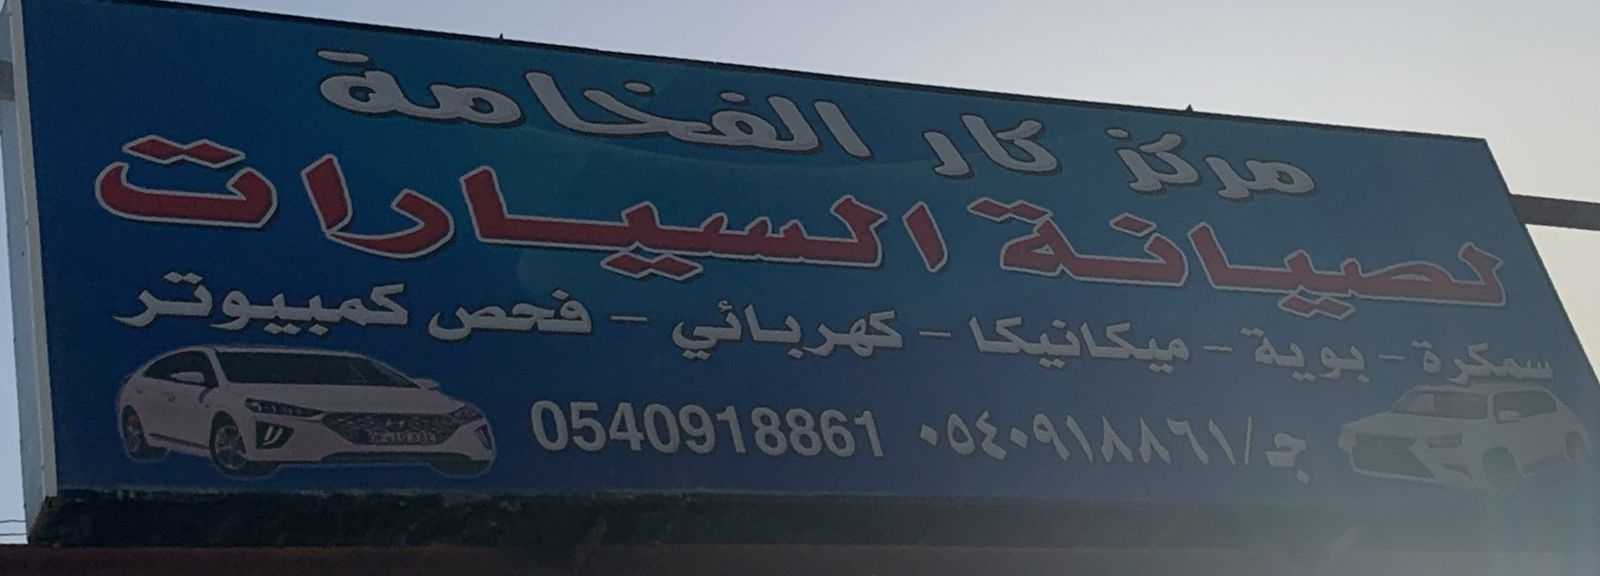 مركز كار الفخامة
لصيانة السيارات
سمكرة - بوية - ميكانيكا - كهربائي - فحص كمبيوتر
ج/٠٥٤٠٩١٨٨٦١ 0540918861